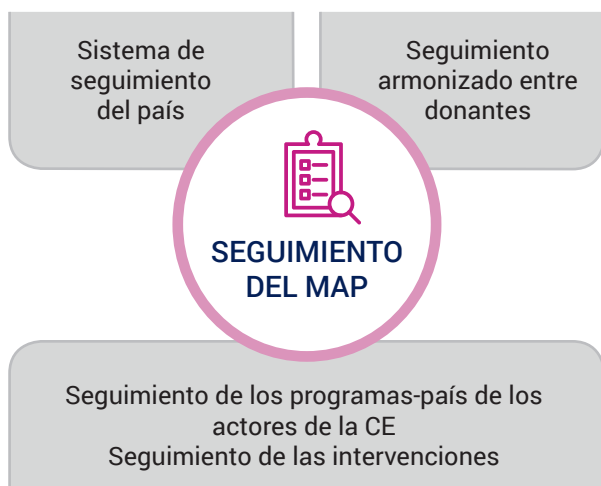 Sistema de
seguimiento
del país
Seguimiento
armonizado entre
donantes
SEGUIMIENTO
DEL MAP
Seguimiento de los programas-país de los
actores de la CE
Seguimiento de las intervenciones